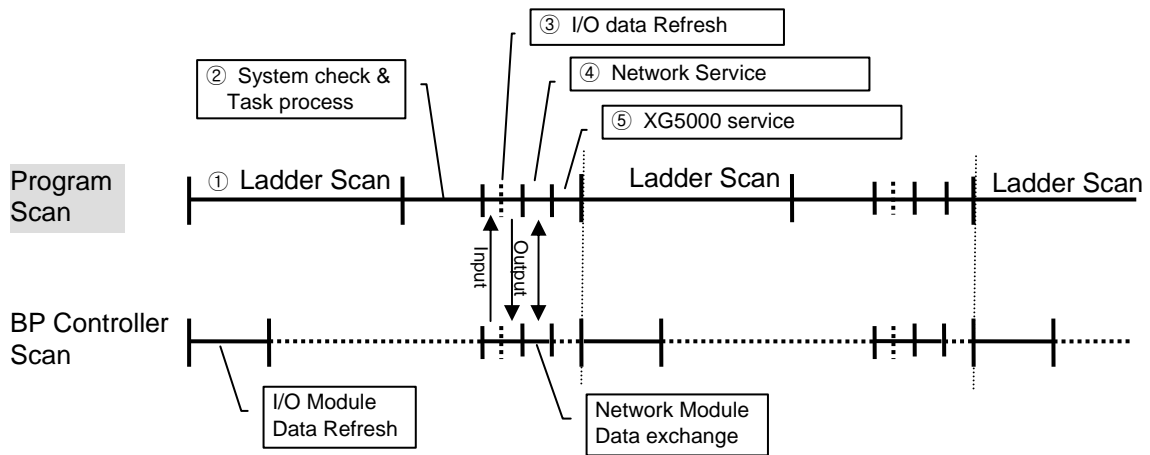 ③ I/O data Refresh
② System check &
Task process
④ Network Service
⑤ XG5000 service
Program
Scan
① Ladder Scan
Ladder Scan
Ladder Scan
Input
Output
BP Controller
Scan
I/O Module
Data Refresh
Network Module
Data exchange